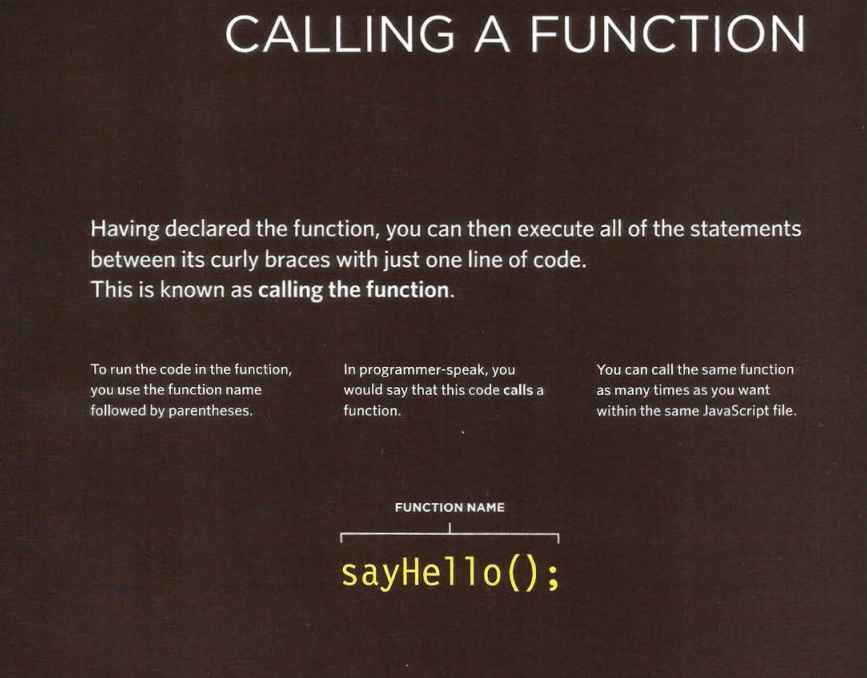 CALLING A FUNCTION
Having declared the function, you can then execute all of the statements
between its curly braces with just one line of code.
This is known as calling the function.
To run the code in the function,
you use the function name
followed by parentheses.
In programmer-speak, you
would say that this code calls a
function.
You can call the same function
as many times as you want
within the same JavaScript file.
FUNCTION NAME
sayHello();